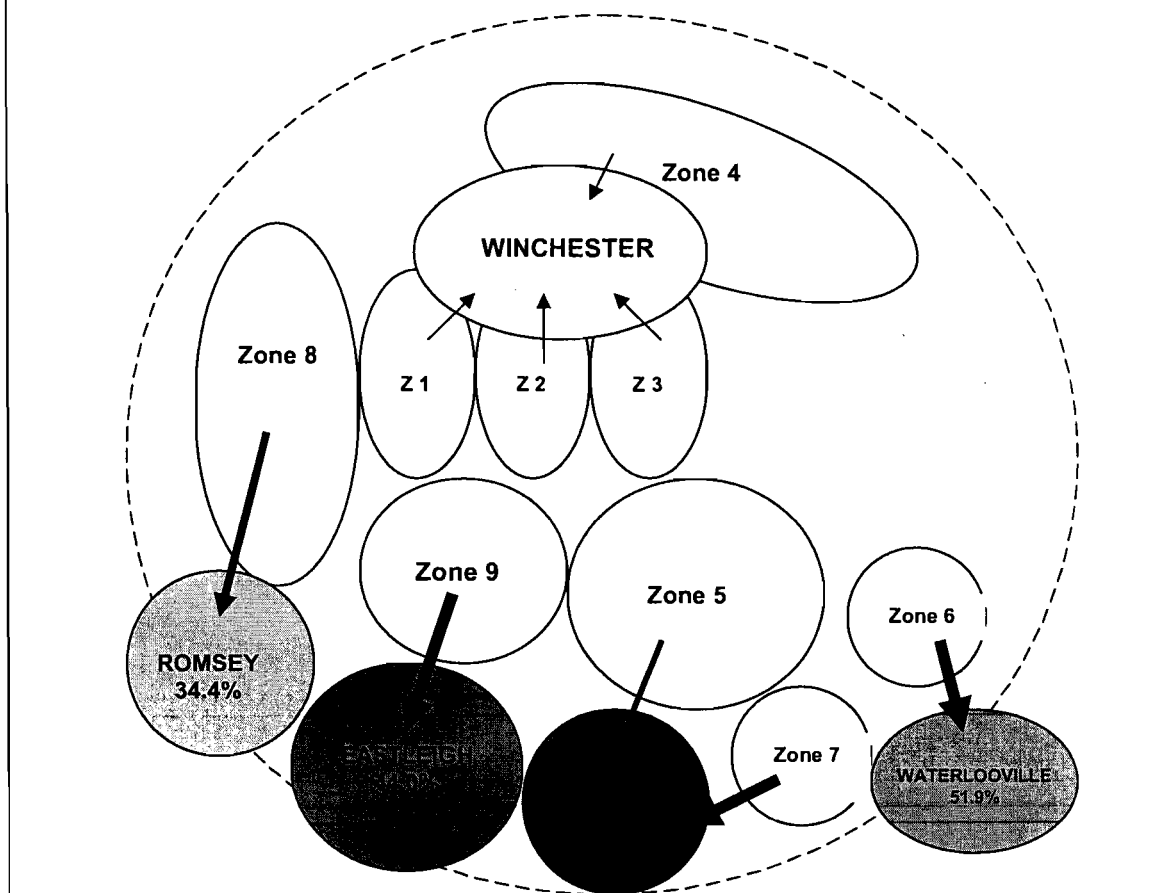 Zone 4
WINCHESTER
Zone 8
Z 1
Z 2
Z 3
Zone 9
Zone 5
Zone 6
ROMSEY
34.4%
EASTLEIGH
Zone 7
WATERLOOVILLE
51.9%